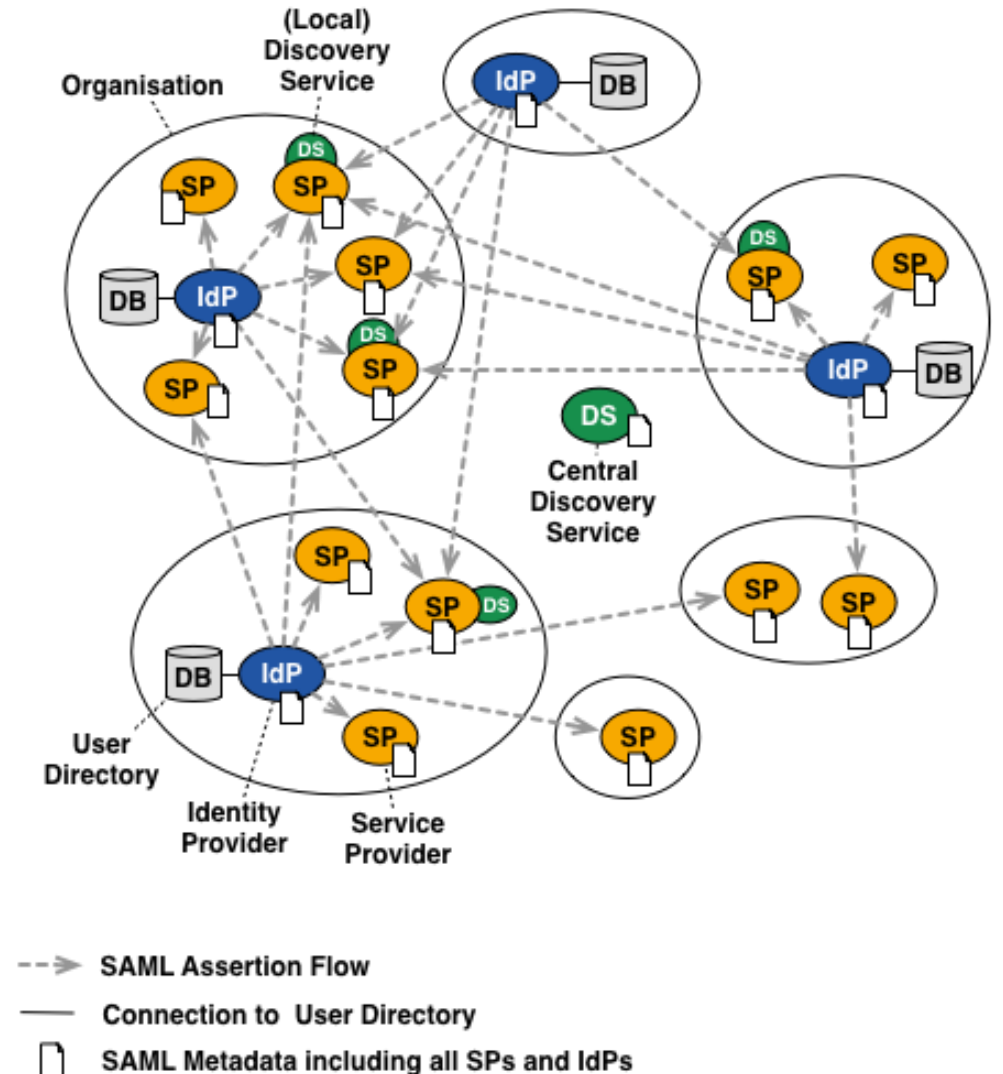 (Local)
Discovery
Service
Organisation
IdP
DB
DS
SP
SP
DS
SP
SP
SP
DB
IdP
DS
SP
SP
IdP
DB
DS
Central
Discovery
Service
SP
SP
DS
SP
SP
DB
IdP
SP
SP
User
Directory
Identity
Provider
Service
Provider
SAML Assertion Flow
Connection to User Directory
SAML Metadata including all SPs and IdPs